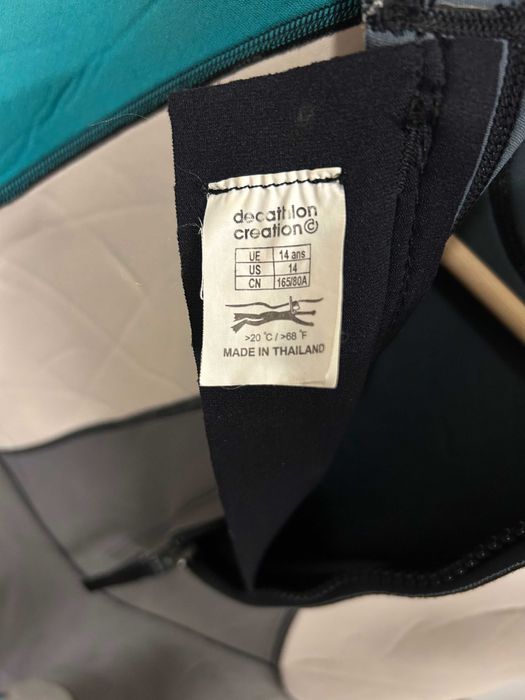 decathlon
creation©
UE 14 ans
US 14
CN 165/80A
>20 °C / >68 °F
MADE IN THAILAND